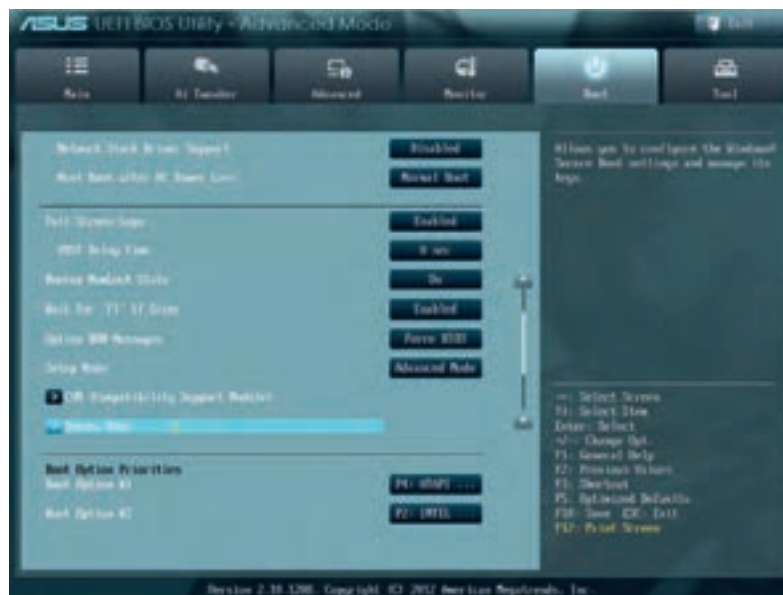 ASUS UEFI BIOS Utility - Advanced Mode
Exit
Main
Ai Tweaker
Advanced
Monitor
Boot
Tool
Network Stack Driver Support
Disabled
Next Boot after AC Power Loss
Normal Boot
Full Screen Logo
Enabled
POST Delay Time
0 sec
Bootup NumLock State
On
Wait For 'F1' If Error
Enabled
Option ROM Messages
Force BIOS
Setup Mode
Advanced Mode
CSM (Compatibility Support Module)
Secure Boot
Boot Option Priorities
Boot Option #1
P4: ATAPI ...
Boot Option #2
P2: INTEL
Allows you to configure the Windows®
Secure Boot settings and manage its
keys.
Select Screen
Select Item
Enter: Select
+/-: Change Opt.
F1: General Help
F2: Previous Values
F3: Shortcut
F5: Optimized Defaults
F10: Save ESC: Exit
F12: Print Screen
Version 2.10.1208. Copyright (C) 2012 American Megatrends, Inc.